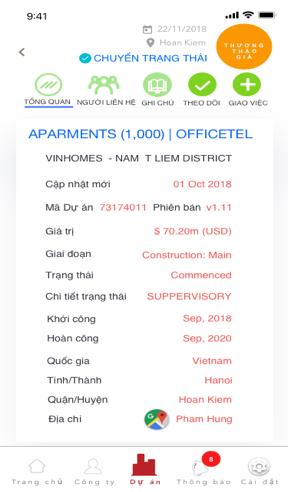 9:41
22/11/2018
Hoan Kiem
CHUYỂN TRẠNG THÁI
THƯƠNG
THẢO
GIÁ
TỔNG QUAN NGƯỜI LIÊN HỆ GHI CHÚ THEO DÕI GIAO VIỆC
APARMENTS (1,000) | OFFICETEL
VINHOMES - NAM T LIEM DISTRICT
Cập nhật mới 01 Oct 2018
Mã Dự án 73174011 Phiên bản v1.11
Giá trị $ 70.20m (USD)
Giai đoạn Construction: Main
Trạng thái Commenced
Chi tiết trạng thái SUPPERVISORY
Khởi công Sep, 2018
Hoàn công Sep, 2020
Quốc gia Vietnam
Tỉnh/Thành Hanoi
Quận/Huyện Hoan Kiem
Địa chỉ Pham Hung
8
Trang chủ Công ty Dự án Thông báo Cài đặt